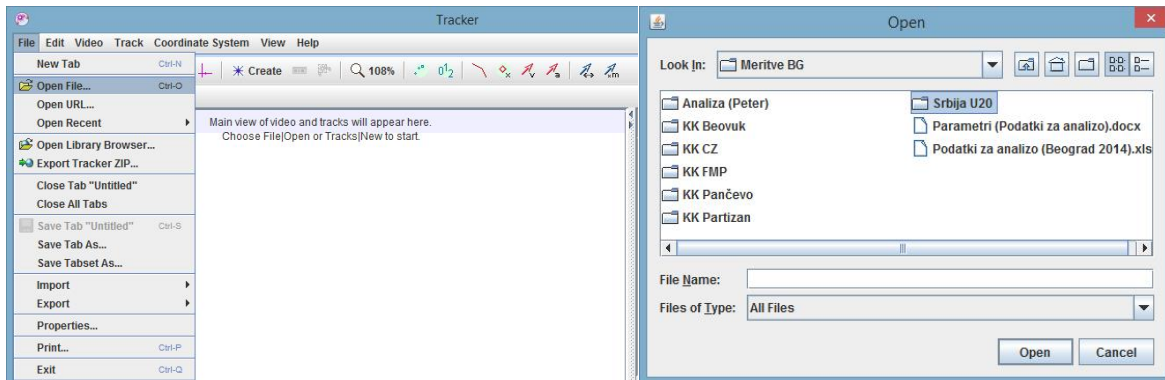 Tracker
File Edit Video Track Coordinate System View Help
New Tab Ctrl-N
Open File... Ctrl-O
Open URL...
Open Recent
Open Library Browser...
Export Tracker ZIP...
Close Tab "Untitled"
Close All Tabs
Save Tab "Untitled" Ctrl-S
Save Tab As...
Save Tabset As...
Import
Export
Properties...
Print... Ctrl-P
Exit Ctrl-Q
Create 108%
Main view of video and tracks will appear here.
Choose File|Open or Tracks|New to start.
Open
Look In: Meritve BG
Analiza (Peter)
KK Beovuk
KK CZ
KK FMP
KK Pančevo
KK Partizan
Srbija U20
Parametri (Podatki za analizo).docx
Podatki za analizo (Beograd 2014).xls
File Name:
Files of Type: All Files
Open Cancel